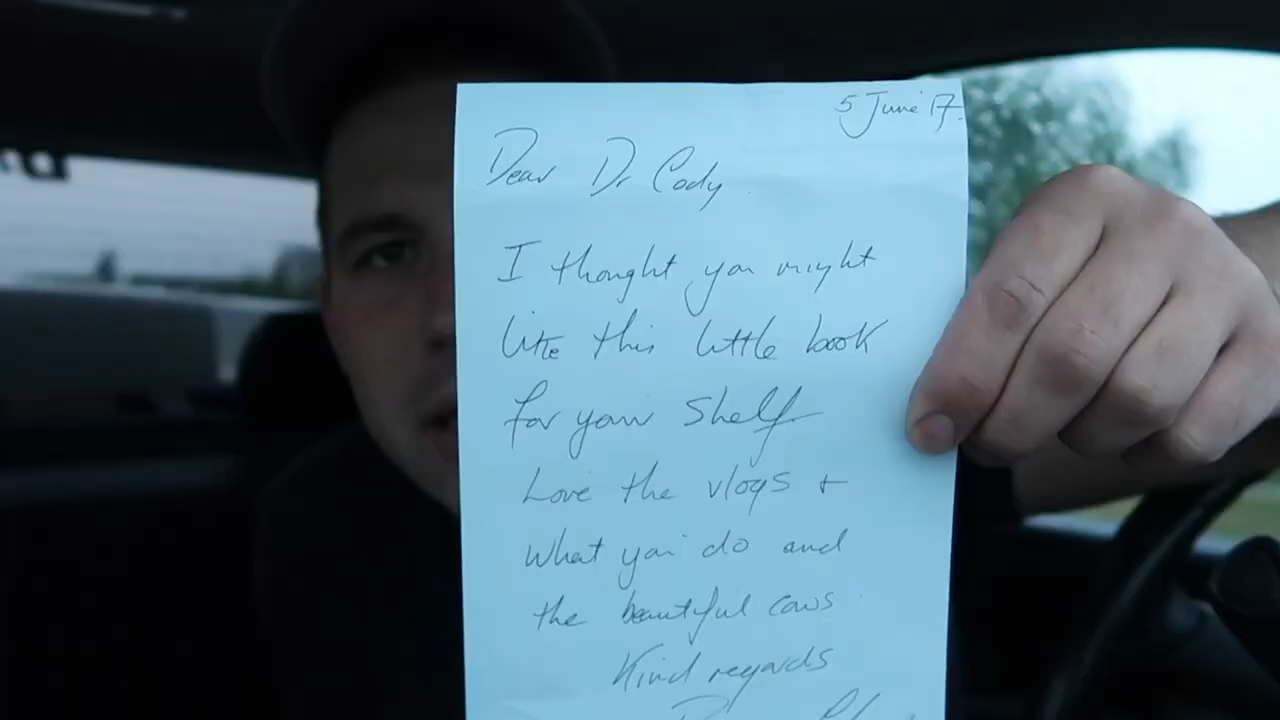 5 June 17.
Dear Dr Cody
I thought you might
like this little book
for your shelf
Love the vlogs +
what you do and
the beautiful cows
Kind regards